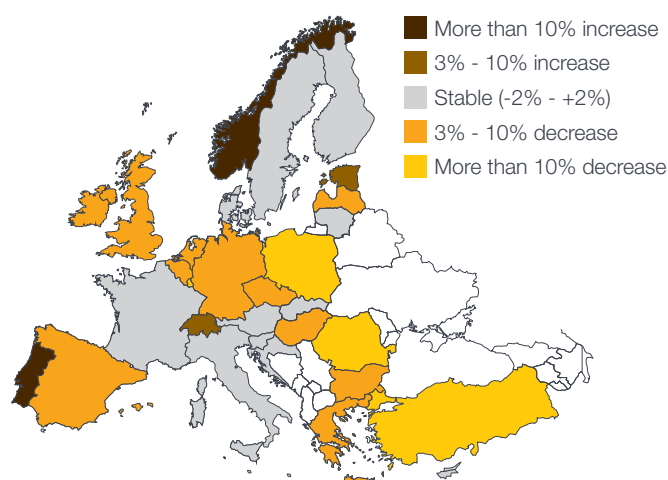 More than 10% increase
3% - 10% increase
Stable (-2% - +2%)
3% - 10% decrease
More than 10% decrease